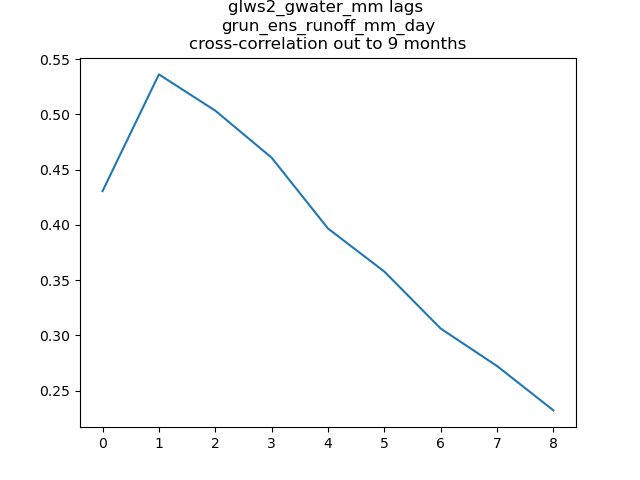 glws2_gwater_mm lags
grun_ens_runoff_mm_day
cross-correlation out to 9 months
0.55
0.50
0.45
0.40
0.35
0.30
0.25
0 1 2 3 4 5 6 7 8